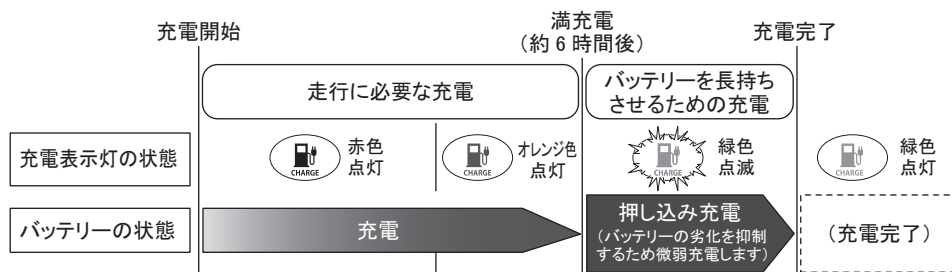 充電開始
満充電
（約６時間後）
充電完了
走行に必要な充電
バッテリーを長持ち
させるための充電
充電表示灯の状態
CHARGE
赤色
点灯
CHARGE
オレンジ色
点灯
CHARGE
緑色
点滅
CHARGE
緑色
点灯
バッテリーの状態
充電
押し込み充電
（バッテリーの劣化を抑制
するため微弱充電します）
（充電完了）